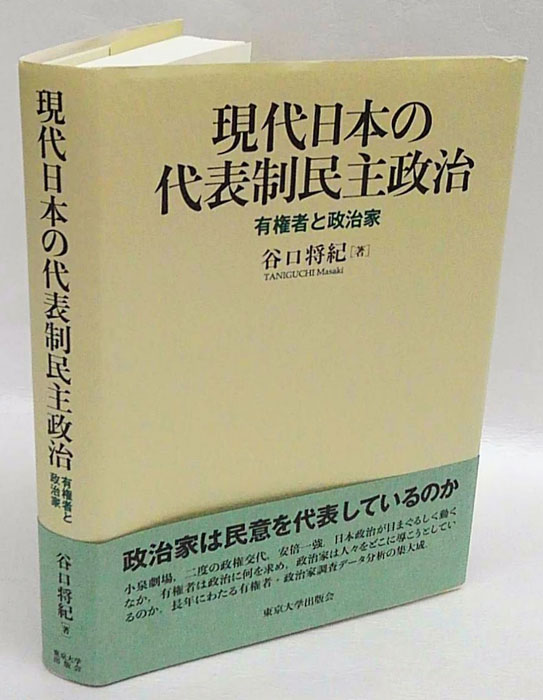 現代日本の
代表制民主政治
有権者と政治家
谷口将紀[著]
TANIGUCHI Masaki
政治家は民意を代表しているのか
小泉劇場，二度の政権交代，安倍一強．日本政治が目まぐるしく動く
なか，有権者は政治に何を求め，政治家は人々をどこに導こうとしてい
るのか．長年にわたる有権者・政治家調査データ分析の集大成．
東京大学出版会
現代日本の代表制民主政治
有権者と
政治家
谷口将紀[著]
東京大学
出版会